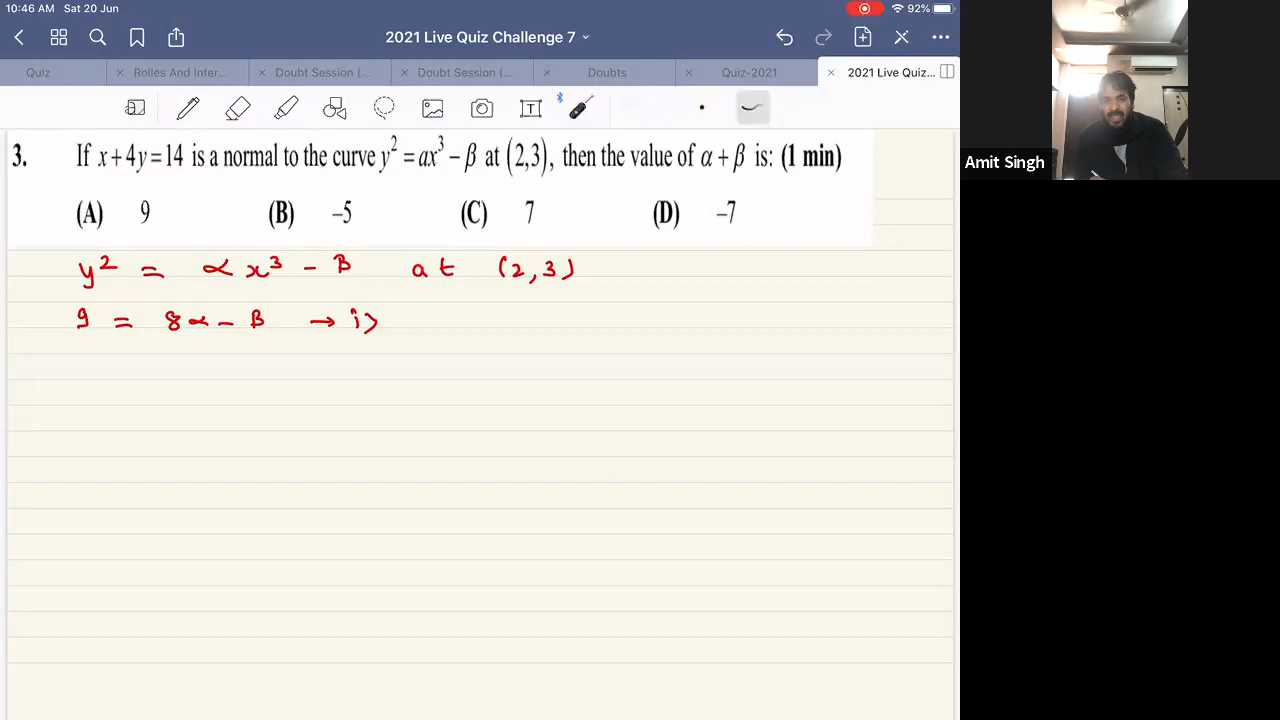 10:46 AM Sat 20 Jun
92%
2021 Live Quiz Challenge 7
Quiz
Rolles And Inter...
Doubt Session (...
Doubt Session (...
Doubts
Quiz-2021
2021 Live Quiz...
3. If x+4y=14 is a normal to the curve y² = αx³ − β at (2,3), then the value of α + β is: (1 min)
(A) 9 (B) –5 (C) 7 (D) –7
y² = αx³ − β at (2,3)
9 = 8α − β → i>
Amit Singh